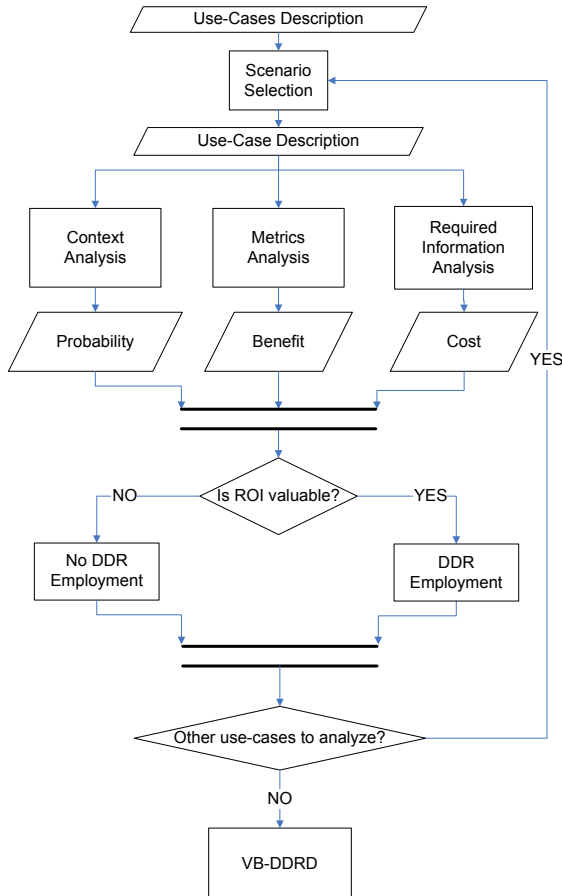 Use-Cases Description
Scenario
Selection
Use-Case Description
Context
Analysis
Metrics
Analysis
Required
Information
Analysis
Probability
Benefit
Cost
YES
Is ROI valuable?
NO
YES
No DDR
Employment
DDR
Employment
Other use-cases to analyze?
NO
VB-DDRD